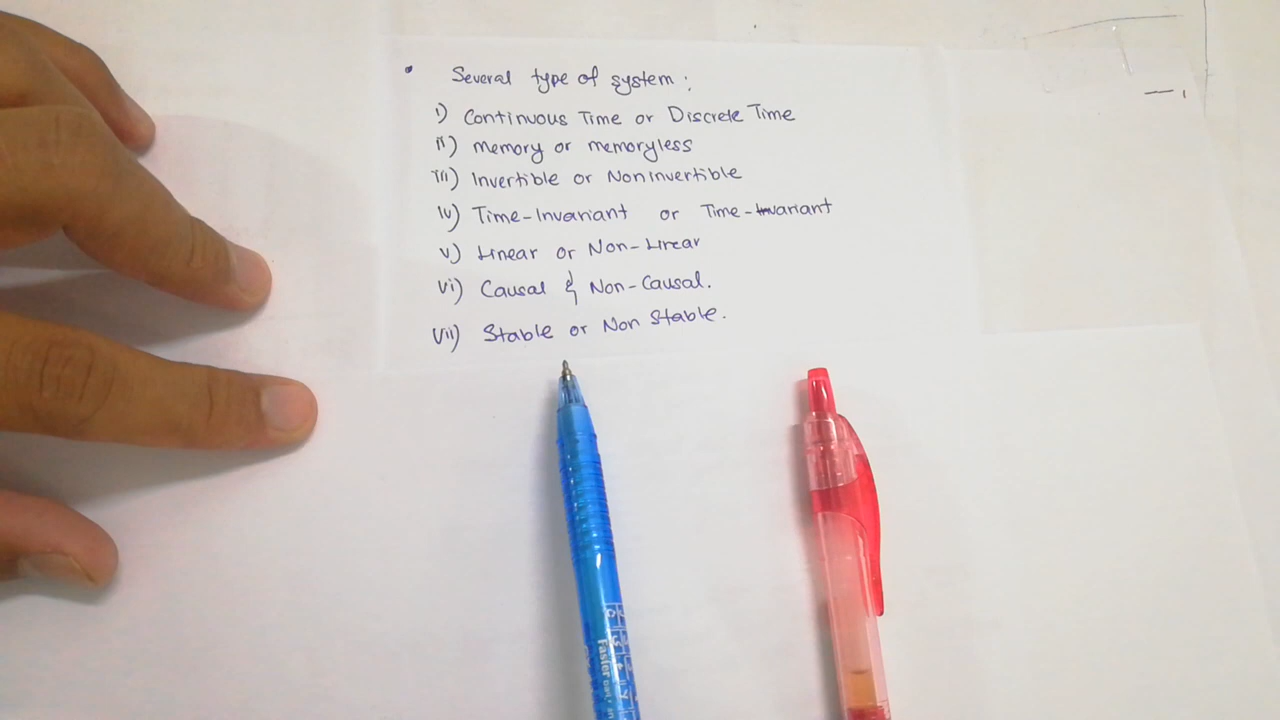 • Several type of system :
i) Continuous Time or Discrete Time
ii) memory or memoryless
iii) Invertible or Noninvertible
iv) Time-Invariant or Time-variant
v) Linear or Non-Linear
vi) Causal & Non-Causal.
vii) Stable or Non Stable.
Faster